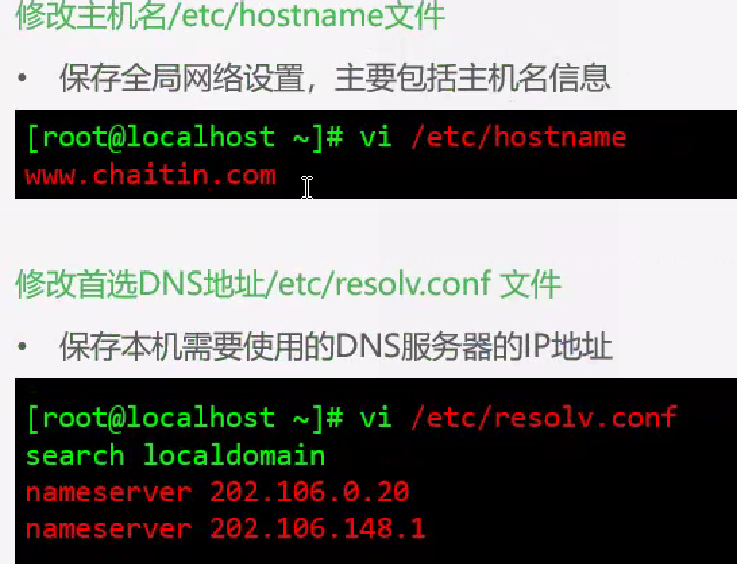 修改主机名/etc/hostname文件
• 保存全局网络设置，主要包括主机名信息
[root@localhost ~]# vi /etc/hostname
www.chaitin.com
修改首选DNS地址/etc/resolv.conf 文件
• 保存本机需要使用的DNS服务器的IP地址
[root@localhost ~]# vi /etc/resolv.conf
search localdomain
nameserver 202.106.0.20
nameserver 202.106.148.1